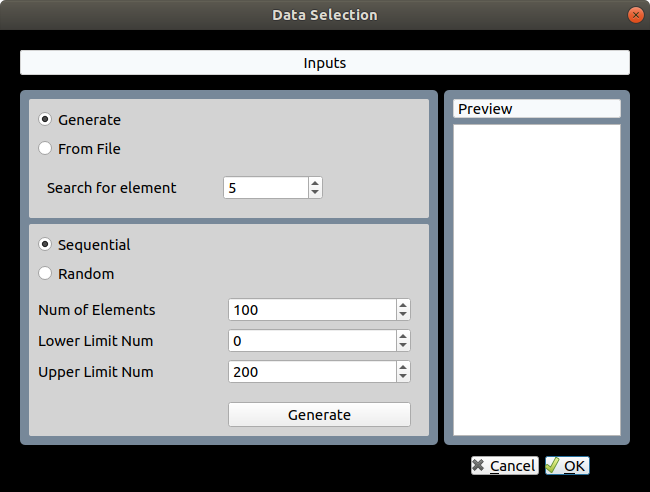 Data Selection
Inputs
Generate
From File
Search for element 5
Sequential
Random
Num of Elements 100
Lower Limit Num 0
Upper Limit Num 200
Generate
Preview
Cancel OK